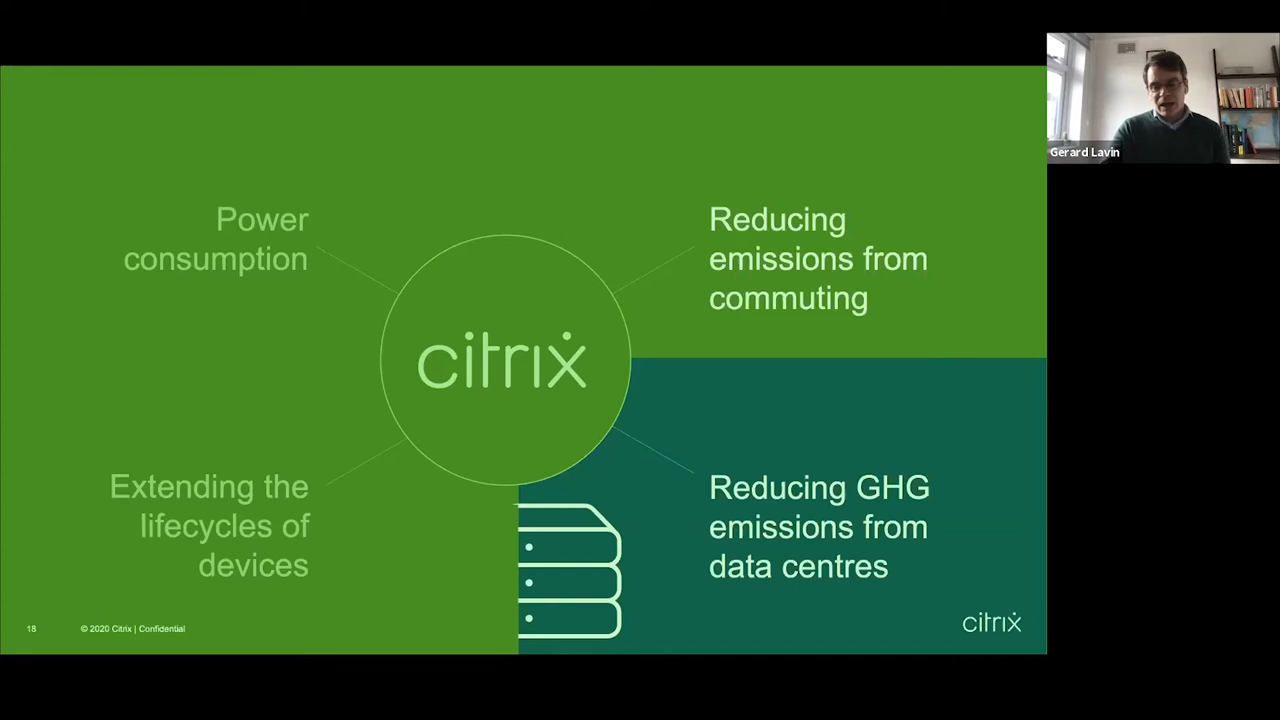 Gerard Lavin
Power
consumption
Reducing
emissions from
commuting
citrix
Extending the
lifecycles of
devices
Reducing GHG
emissions from
data centres
18
© 2020 Citrix | Confidential
citrix